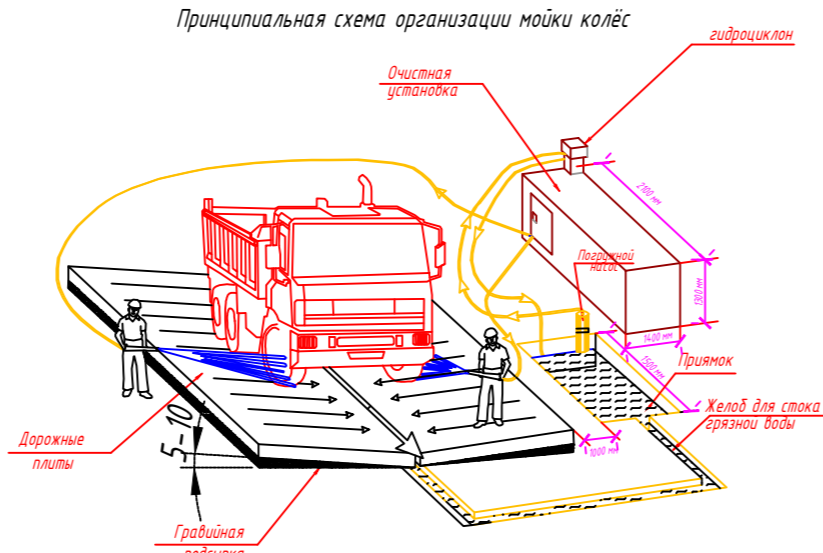 Принципиальная схема организации мойки колёс
гидроциклон
Очистная
установка
2100 мм
Погружной
насос
1300 мм
1400 мм
1500 мм
Приямок
Желоб для стока
грязной воды
1000 мм
Дорожные
плиты
5-10
Гравийная
подсыпка